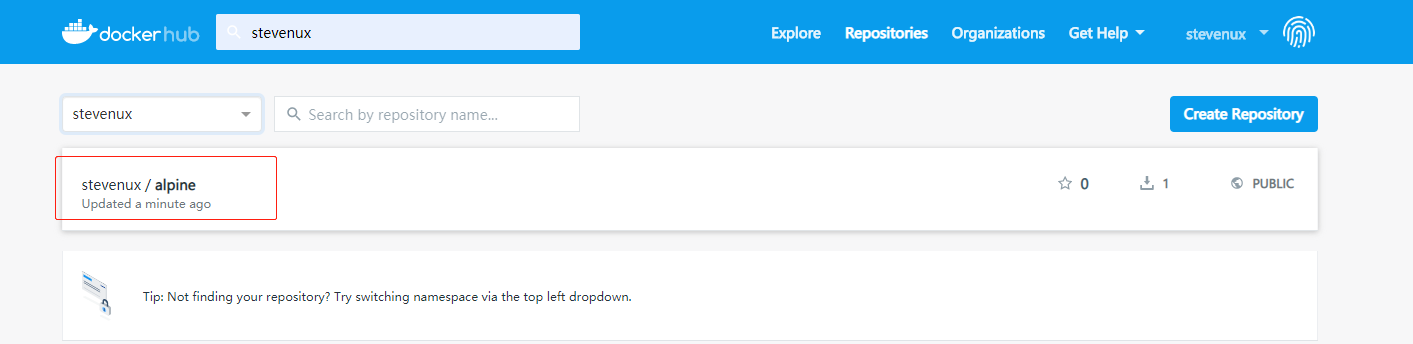 dockerhub stevenux Explore Repositories Organizations Get Help stevenux
stevenux Search by repository name... Create Repository
stevenux / alpine 0 1 PUBLIC
Updated a minute ago
Tip: Not finding your repository? Try switching namespace via the top left dropdown.